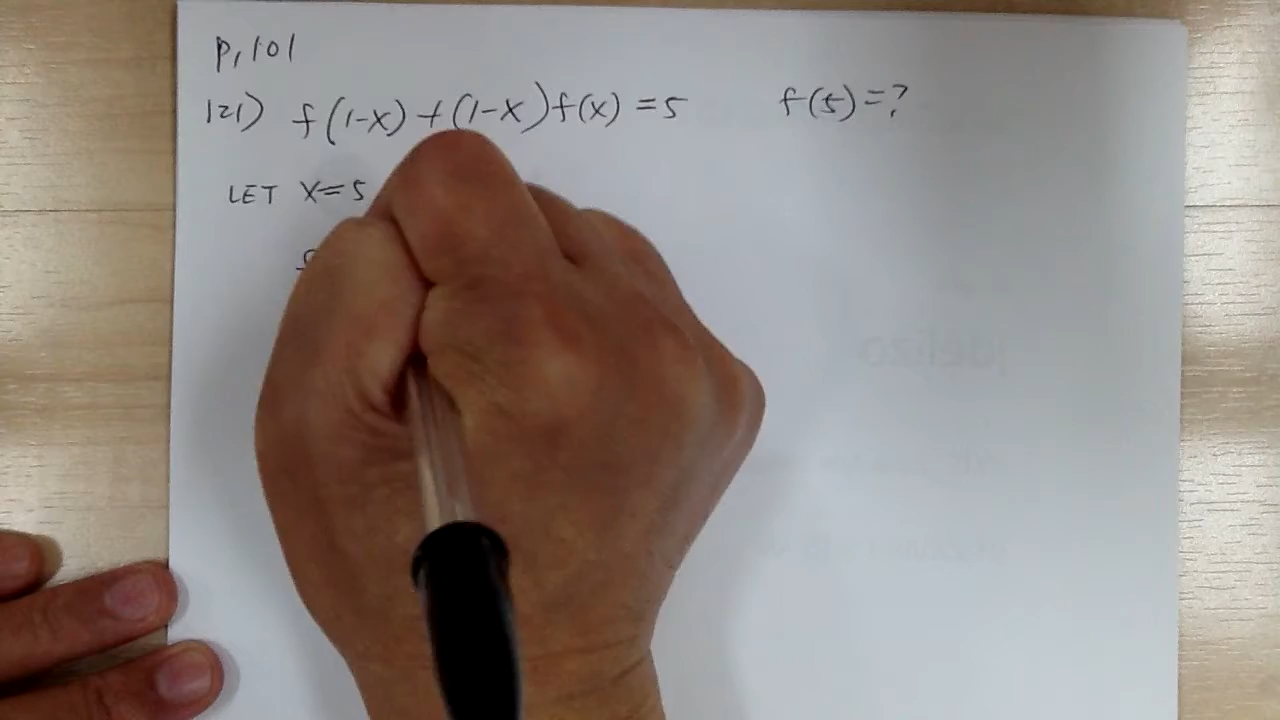 p.101
121) f(1-x)+(1-x)f(x)=5 f(5)=?
LET x=5